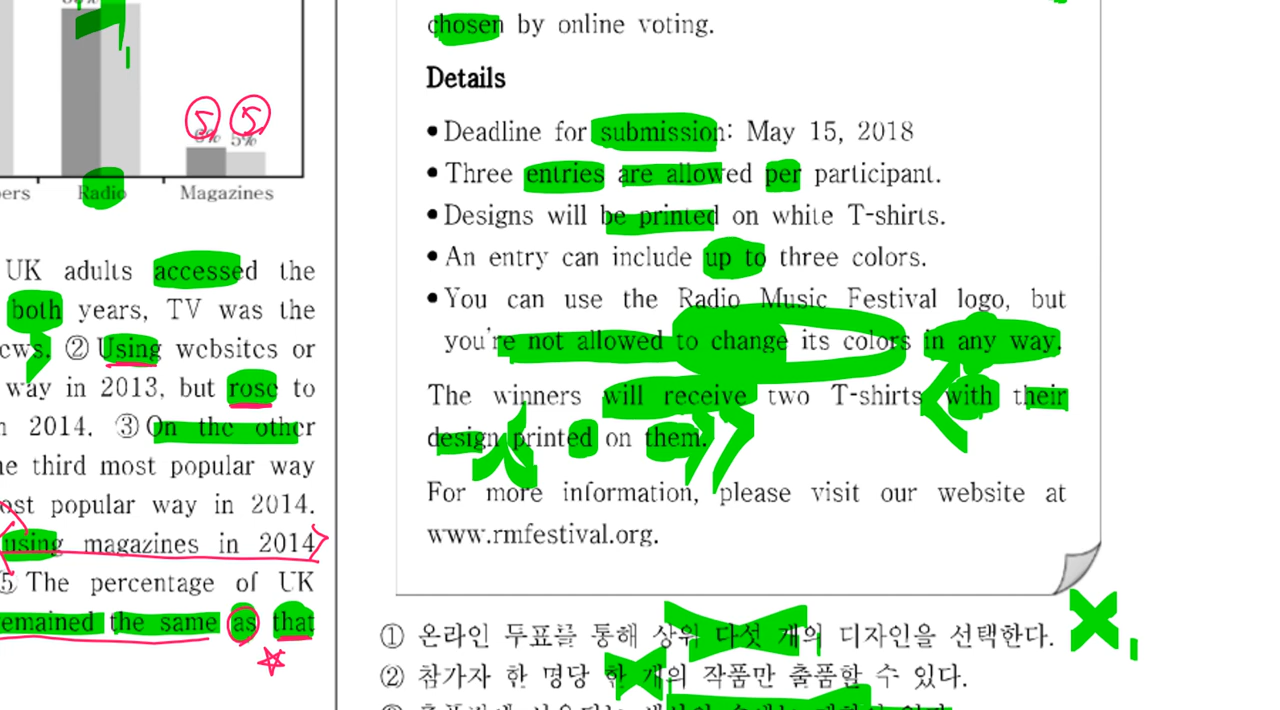 ⑤ ⑤
6% 5%
Radio Magazines
UK adults accessed the
both years, TV was the
② Using websites or
way in 2013, but rose to
2014. ③ On the other
third most popular way
popular way in 2014.
using magazines in 2014
⑤ The percentage of UK
remained the same as that
chosen by online voting.
Details
• Deadline for submission: May 15, 2018
• Three entries are allowed per participant.
• Designs will be printed on white T-shirts.
• An entry can include up to three colors.
• You can use the Radio Music Festival logo, but
you're not allowed to change its colors in any way.
The winners will receive two T-shirts with their
design printed on them.
For more information, please visit our website at
www.rmfestival.org.
① 온라인 투표를 통해 상위 다섯 개의 디자인을 선택한다.
② 참가자 한 명당 한 개의 작품만 출품할 수 있다.